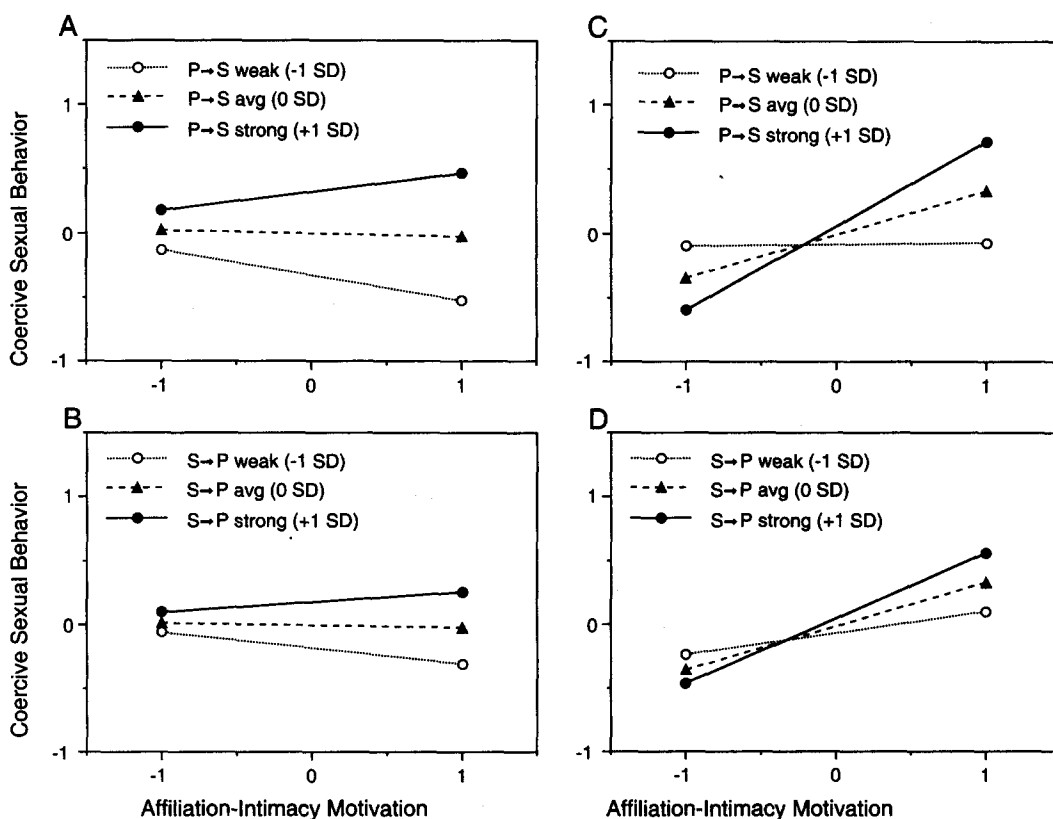 A
P→S weak (-1 SD)
P→S avg (0 SD)
P→S strong (+1 SD)
Coercive Sexual Behavior
1
0
-1
-1
0
1
C
P→S weak (-1 SD)
P→S avg (0 SD)
P→S strong (+1 SD)
1
0
-1
-1
0
1
B
S→P weak (-1 SD)
S→P avg (0 SD)
S→P strong (+1 SD)
Coercive Sexual Behavior
1
0
-1
-1
0
1
Affiliation-Intimacy Motivation
D
S→P weak (-1 SD)
S→P avg (0 SD)
S→P strong (+1 SD)
1
0
-1
-1
0
1
Affiliation-Intimacy Motivation